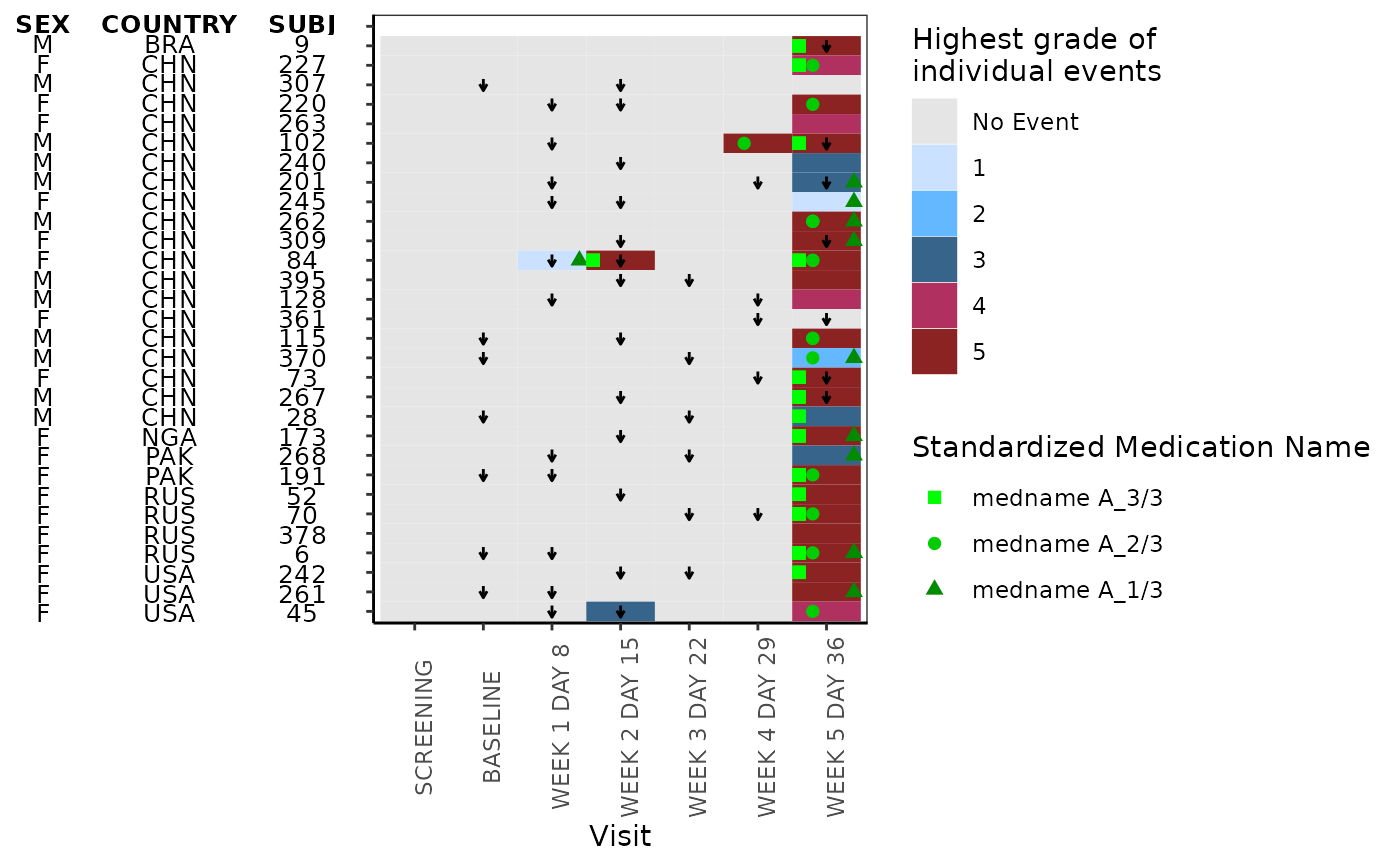 SEX COUNTRY SUBJ
M BRA 9
F CHN 227
M CHN 307
F CHN 220
F CHN 263
M CHN 102
M CHN 240
M CHN 201
F CHN 245
M CHN 262
F CHN 309
F CHN 84
M CHN 395
M CHN 128
F CHN 361
M CHN 115
M CHN 370
F CHN 73
M CHN 267
M CHN 28
F NGA 173
F PAK 268
F PAK 191
F RUS 52
F RUS 70
F RUS 378
F RUS 6
F USA 242
F USA 261
F USA 45
SCREENING
BASELINE
WEEK 1 DAY 8
WEEK 2 DAY 15
WEEK 3 DAY 22
WEEK 4 DAY 29
WEEK 5 DAY 36
Visit
Highest grade of
individual events
No Event
1
2
3
4
5
Standardized Medication Name
medname A_3/3
medname A_2/3
medname A_1/3